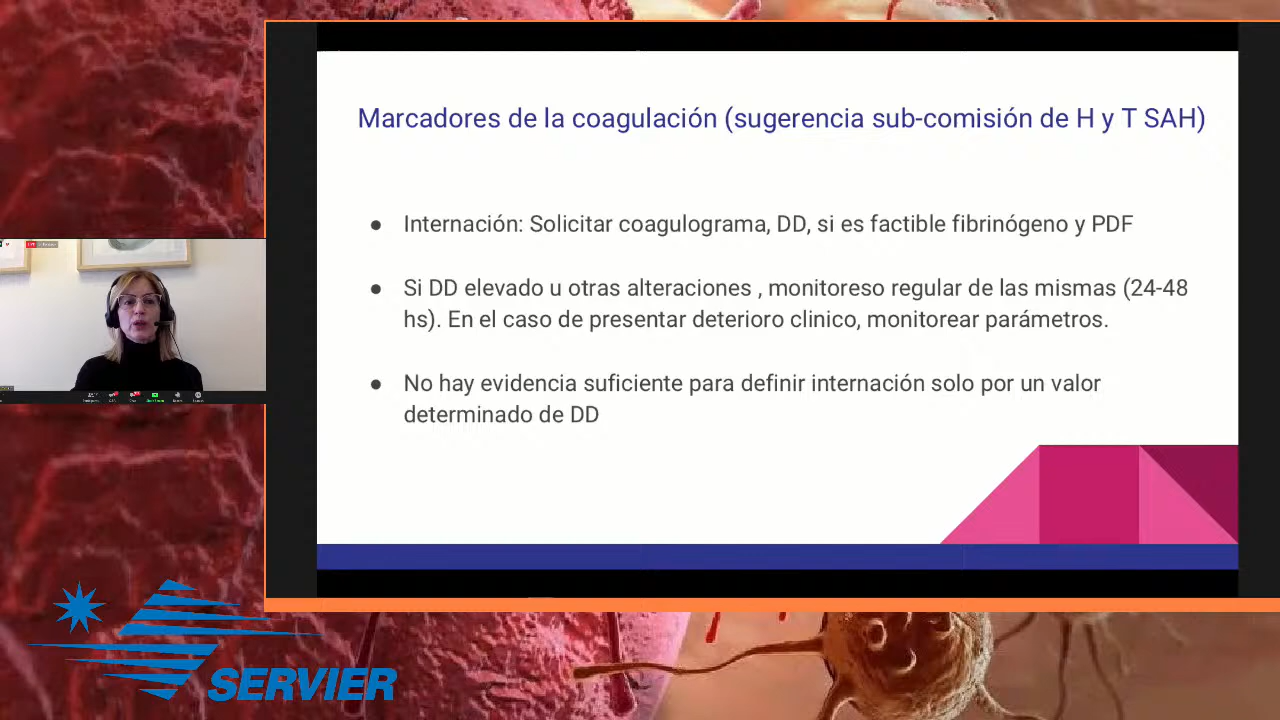 Marcadores de la coagulación (sugerencia sub-comisión de H y T SAH)
● Internación: Solicitar coagulograma, DD, si es factible fibrinógeno y PDF
● Si DD elevado u otras alteraciones , monitoreso regular de las mismas (24-48
hs). En el caso de presentar deterioro clinico, monitorear parámetros.
● No hay evidencia suficiente para definir internación solo por un valor
determinado de DD
SERVIER